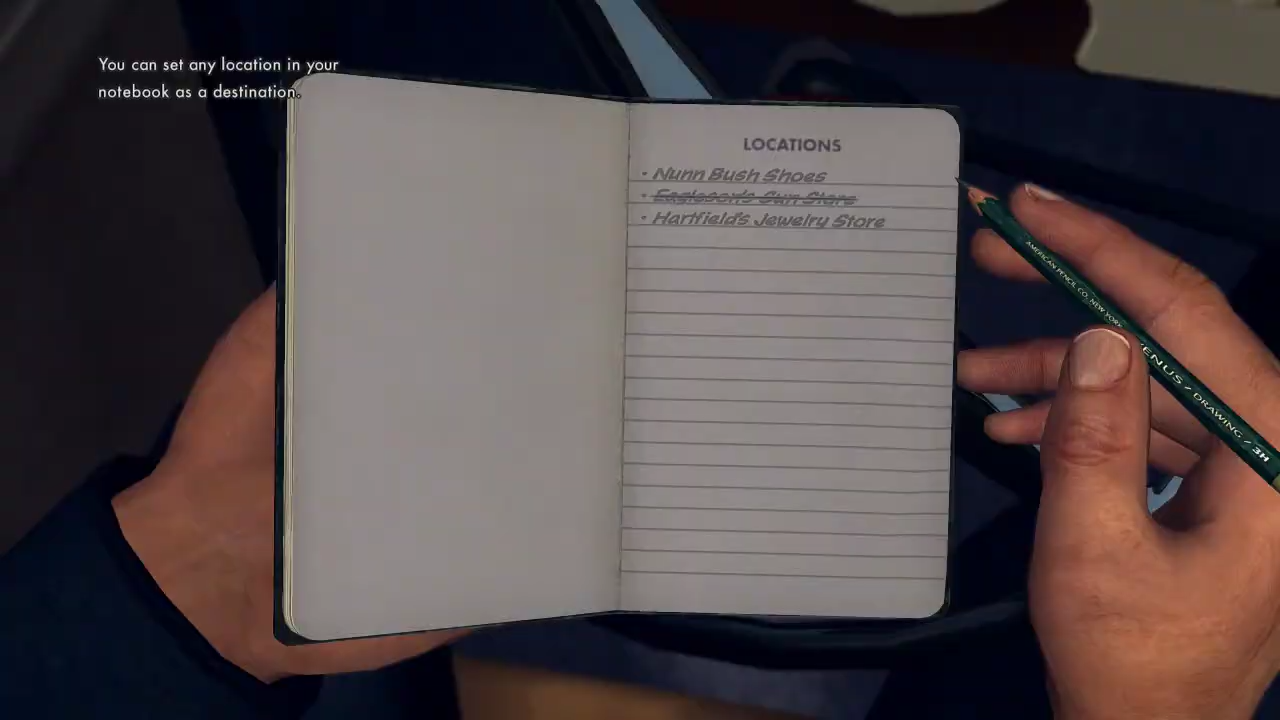 You can set any location in your
notebook as a destination.
LOCATIONS
· Nunn Bush Shoes
· Eagleson's Gun Store
· Hartfield's Jewelry Store
AMERICAN PENCIL CO. NEW YORK
VENUS / DRAWING / 3H